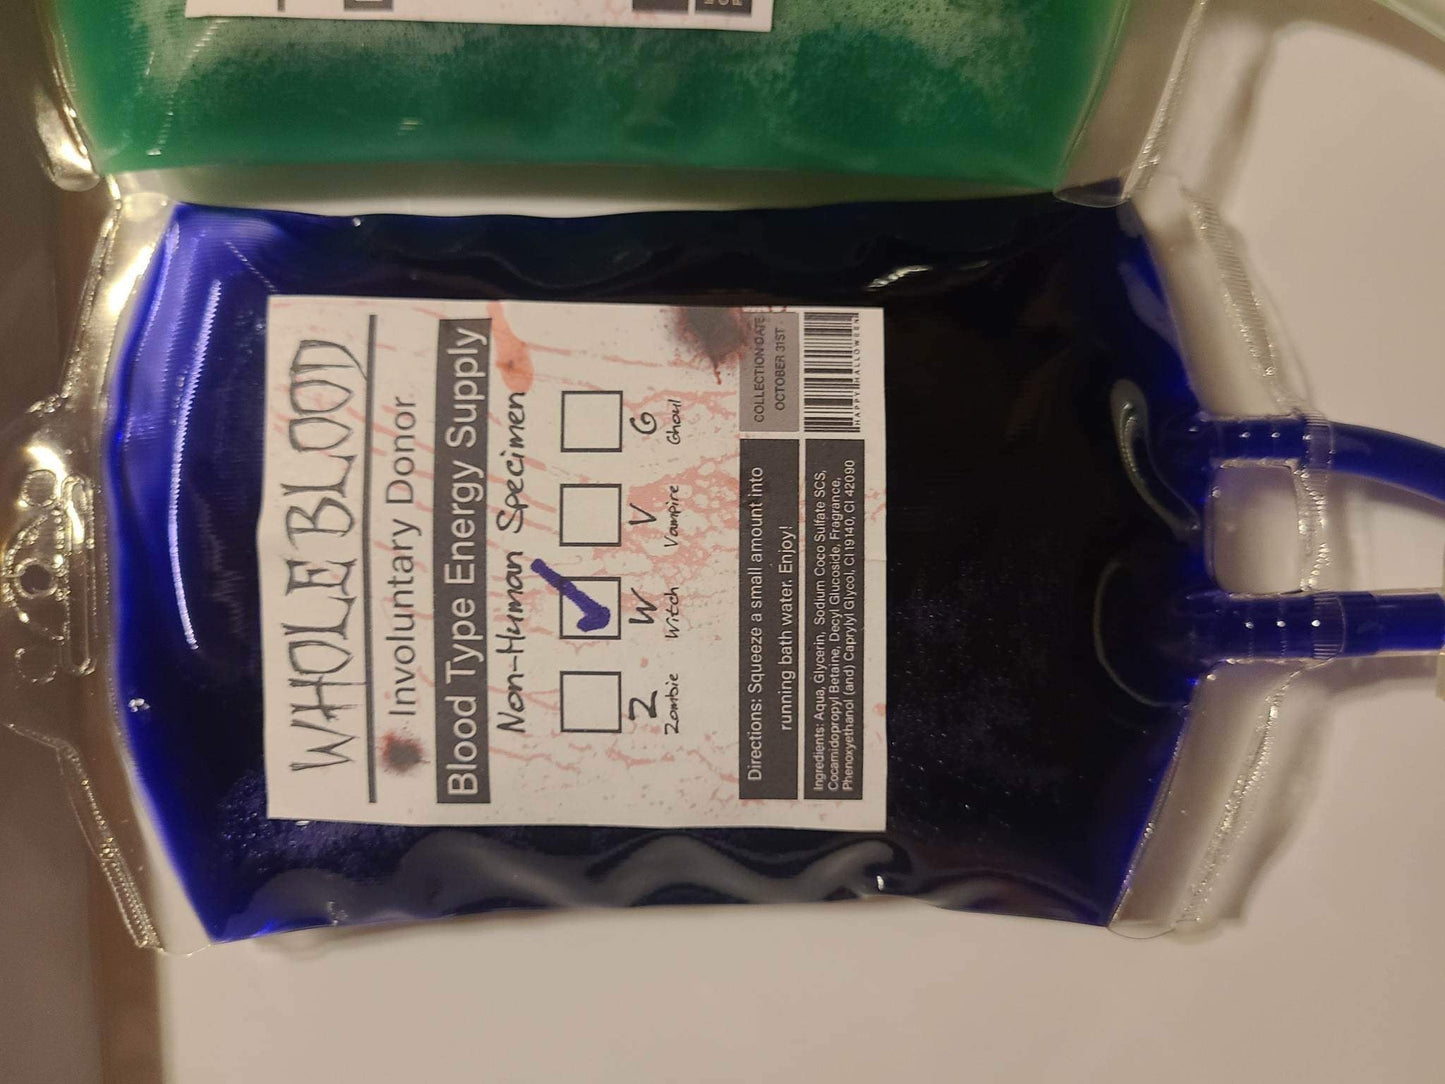 WHOLE BLOOD
Involuntary Donor
Blood Type Energy Supply
Non-Human Specimen
Z W V G
Zombie Witch Vampire Ghoul
Directions: Squeeze a small amount into
running bath water. Enjoy!
COLLECTION DATE
OCTOBER 31ST
Ingredients: Aqua, Glycerin, Sodium Coco Sulfate SCS,
Cocamidopropyl Betaine, Decyl Glucoside, Fragrance,
Phenoxyethanol (and) Caprylyl Glycol, CI 19140, CI 42090
HAPPY HALLOWEEN